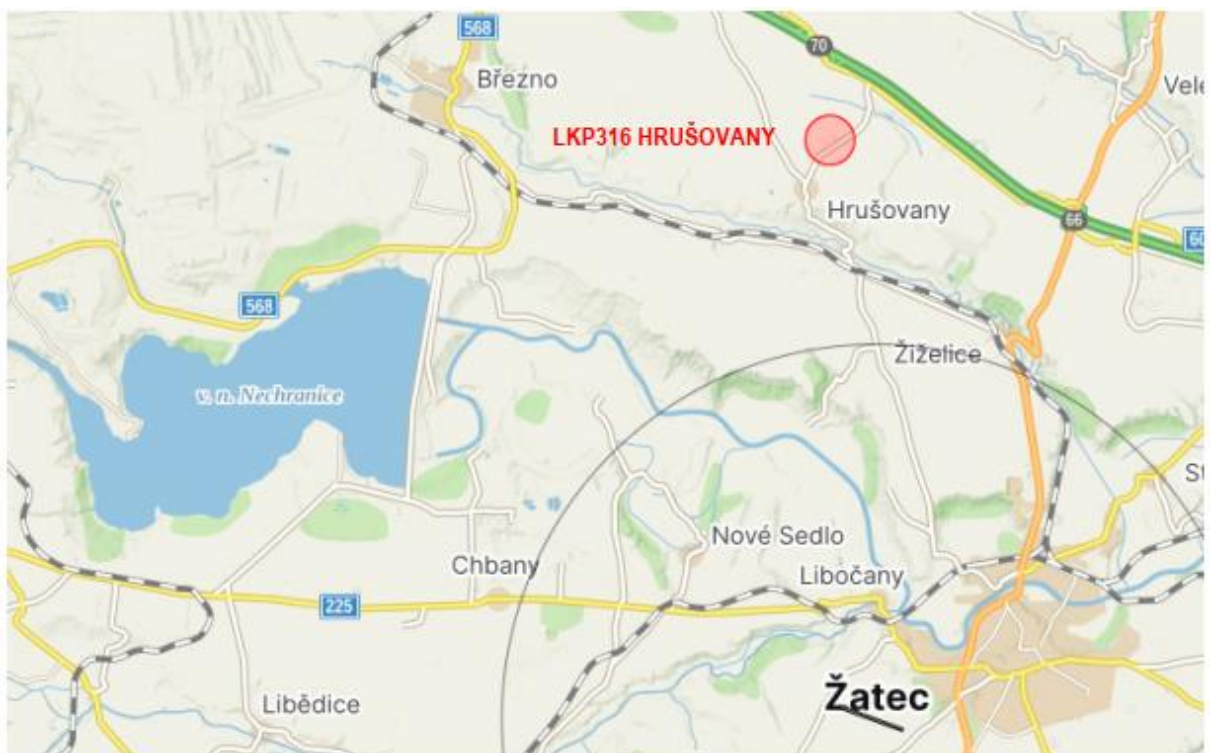 568
70
Březno
Vele
LKP316 HRUŠOVANY
Hrušovany
66
60
568
Žiželice
v. n. Nechranice
St
Nové Sedlo
Chbany
Libočany
225
Žatec
Libědice